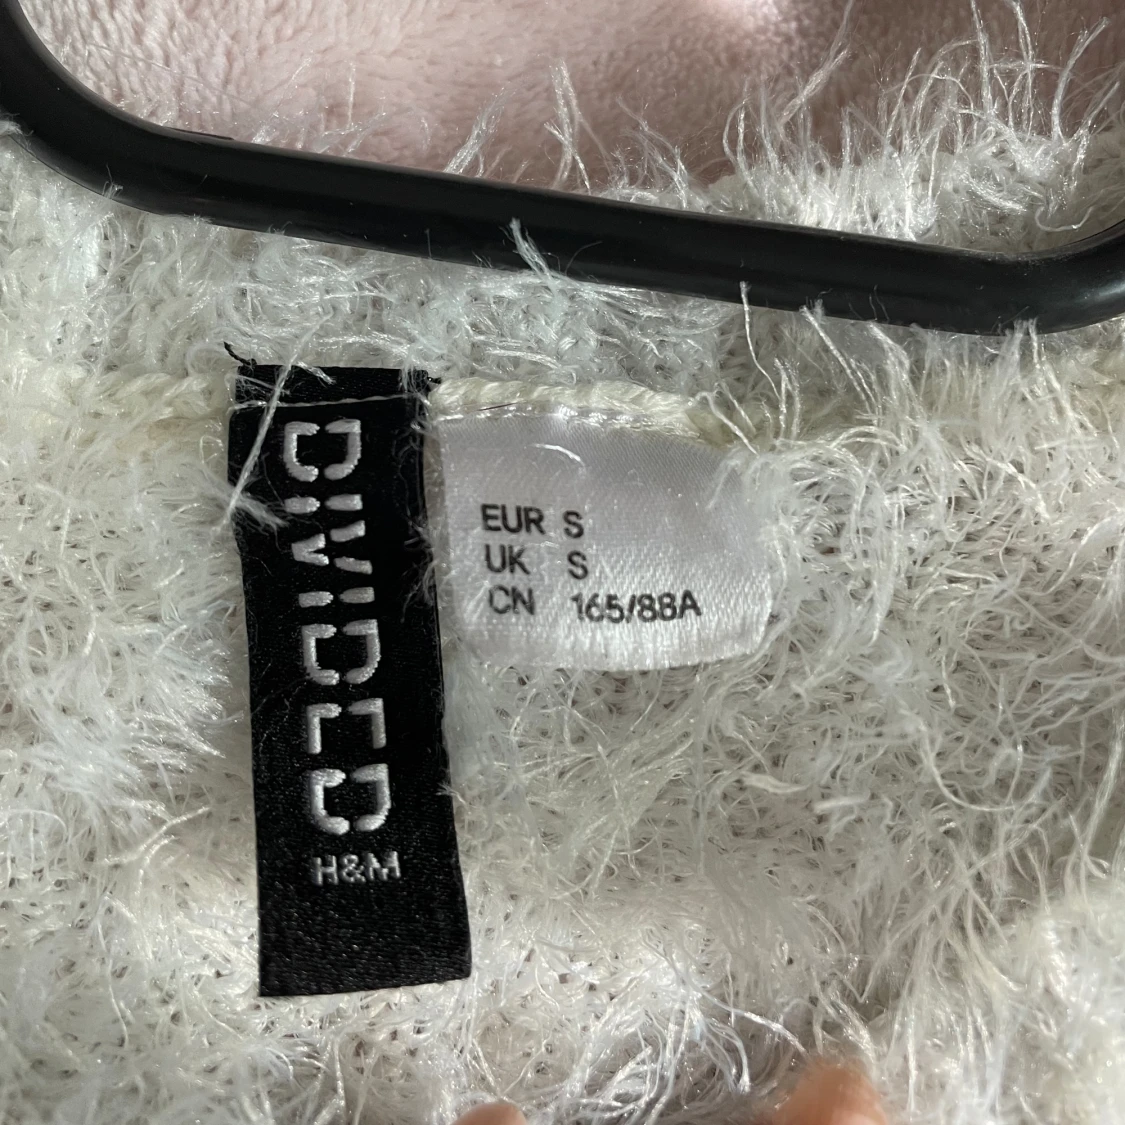 DIVIDED
H&M
EUR S
UK S
CN 165/88A